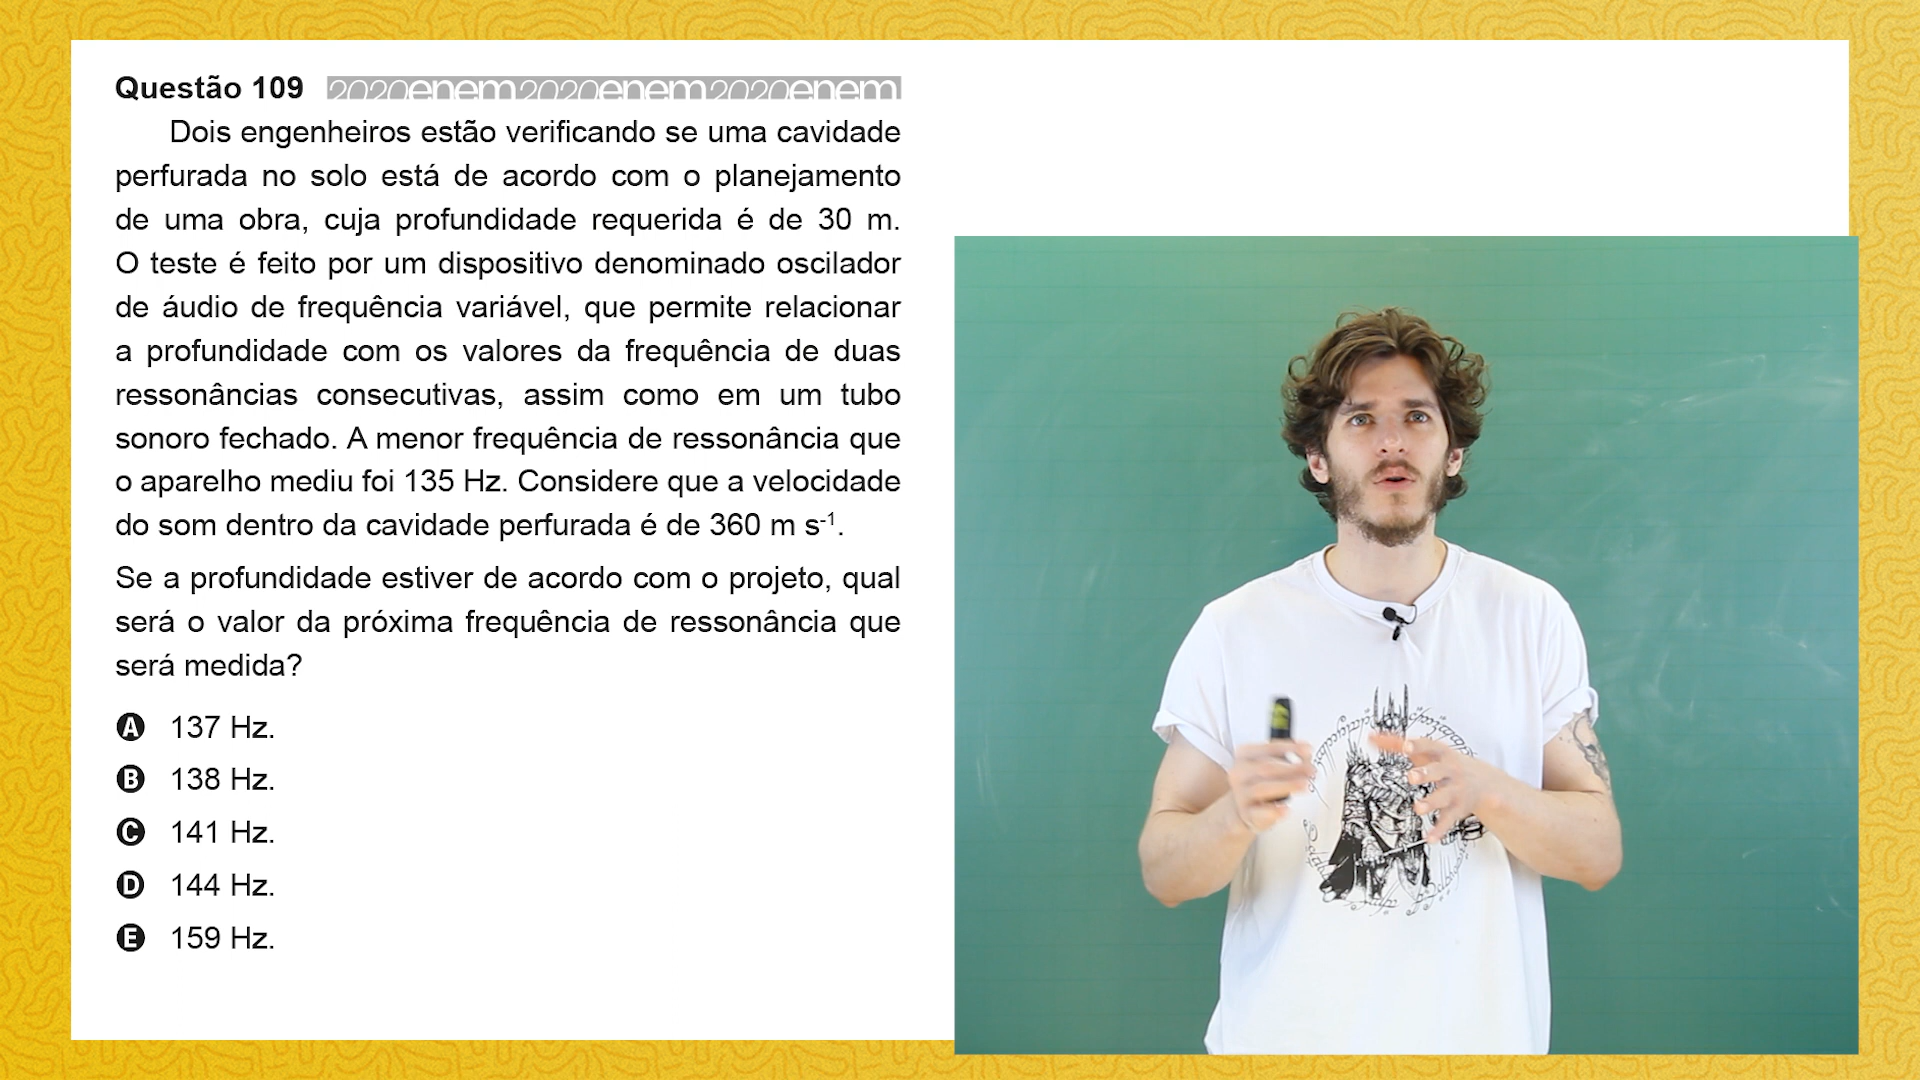 Questão 109 2020enem2020enem2020enem
Dois engenheiros estão verificando se uma cavidade
perfurada no solo está de acordo com o planejamento
de uma obra, cuja profundidade requerida é de 30 m.
O teste é feito por um dispositivo denominado oscilador
de áudio de frequência variável, que permite relacionar
a profundidade com os valores da frequência de duas
ressonâncias consecutivas, assim como em um tubo
sonoro fechado. A menor frequência de ressonância que
o aparelho mediu foi 135 Hz. Considere que a velocidade
do som dentro da cavidade perfurada é de 360 m s⁻¹.
Se a profundidade estiver de acordo com o projeto, qual
será o valor da próxima frequência de ressonância que
será medida?
A 137 Hz.
B 138 Hz.
C 141 Hz.
D 144 Hz.
E 159 Hz.